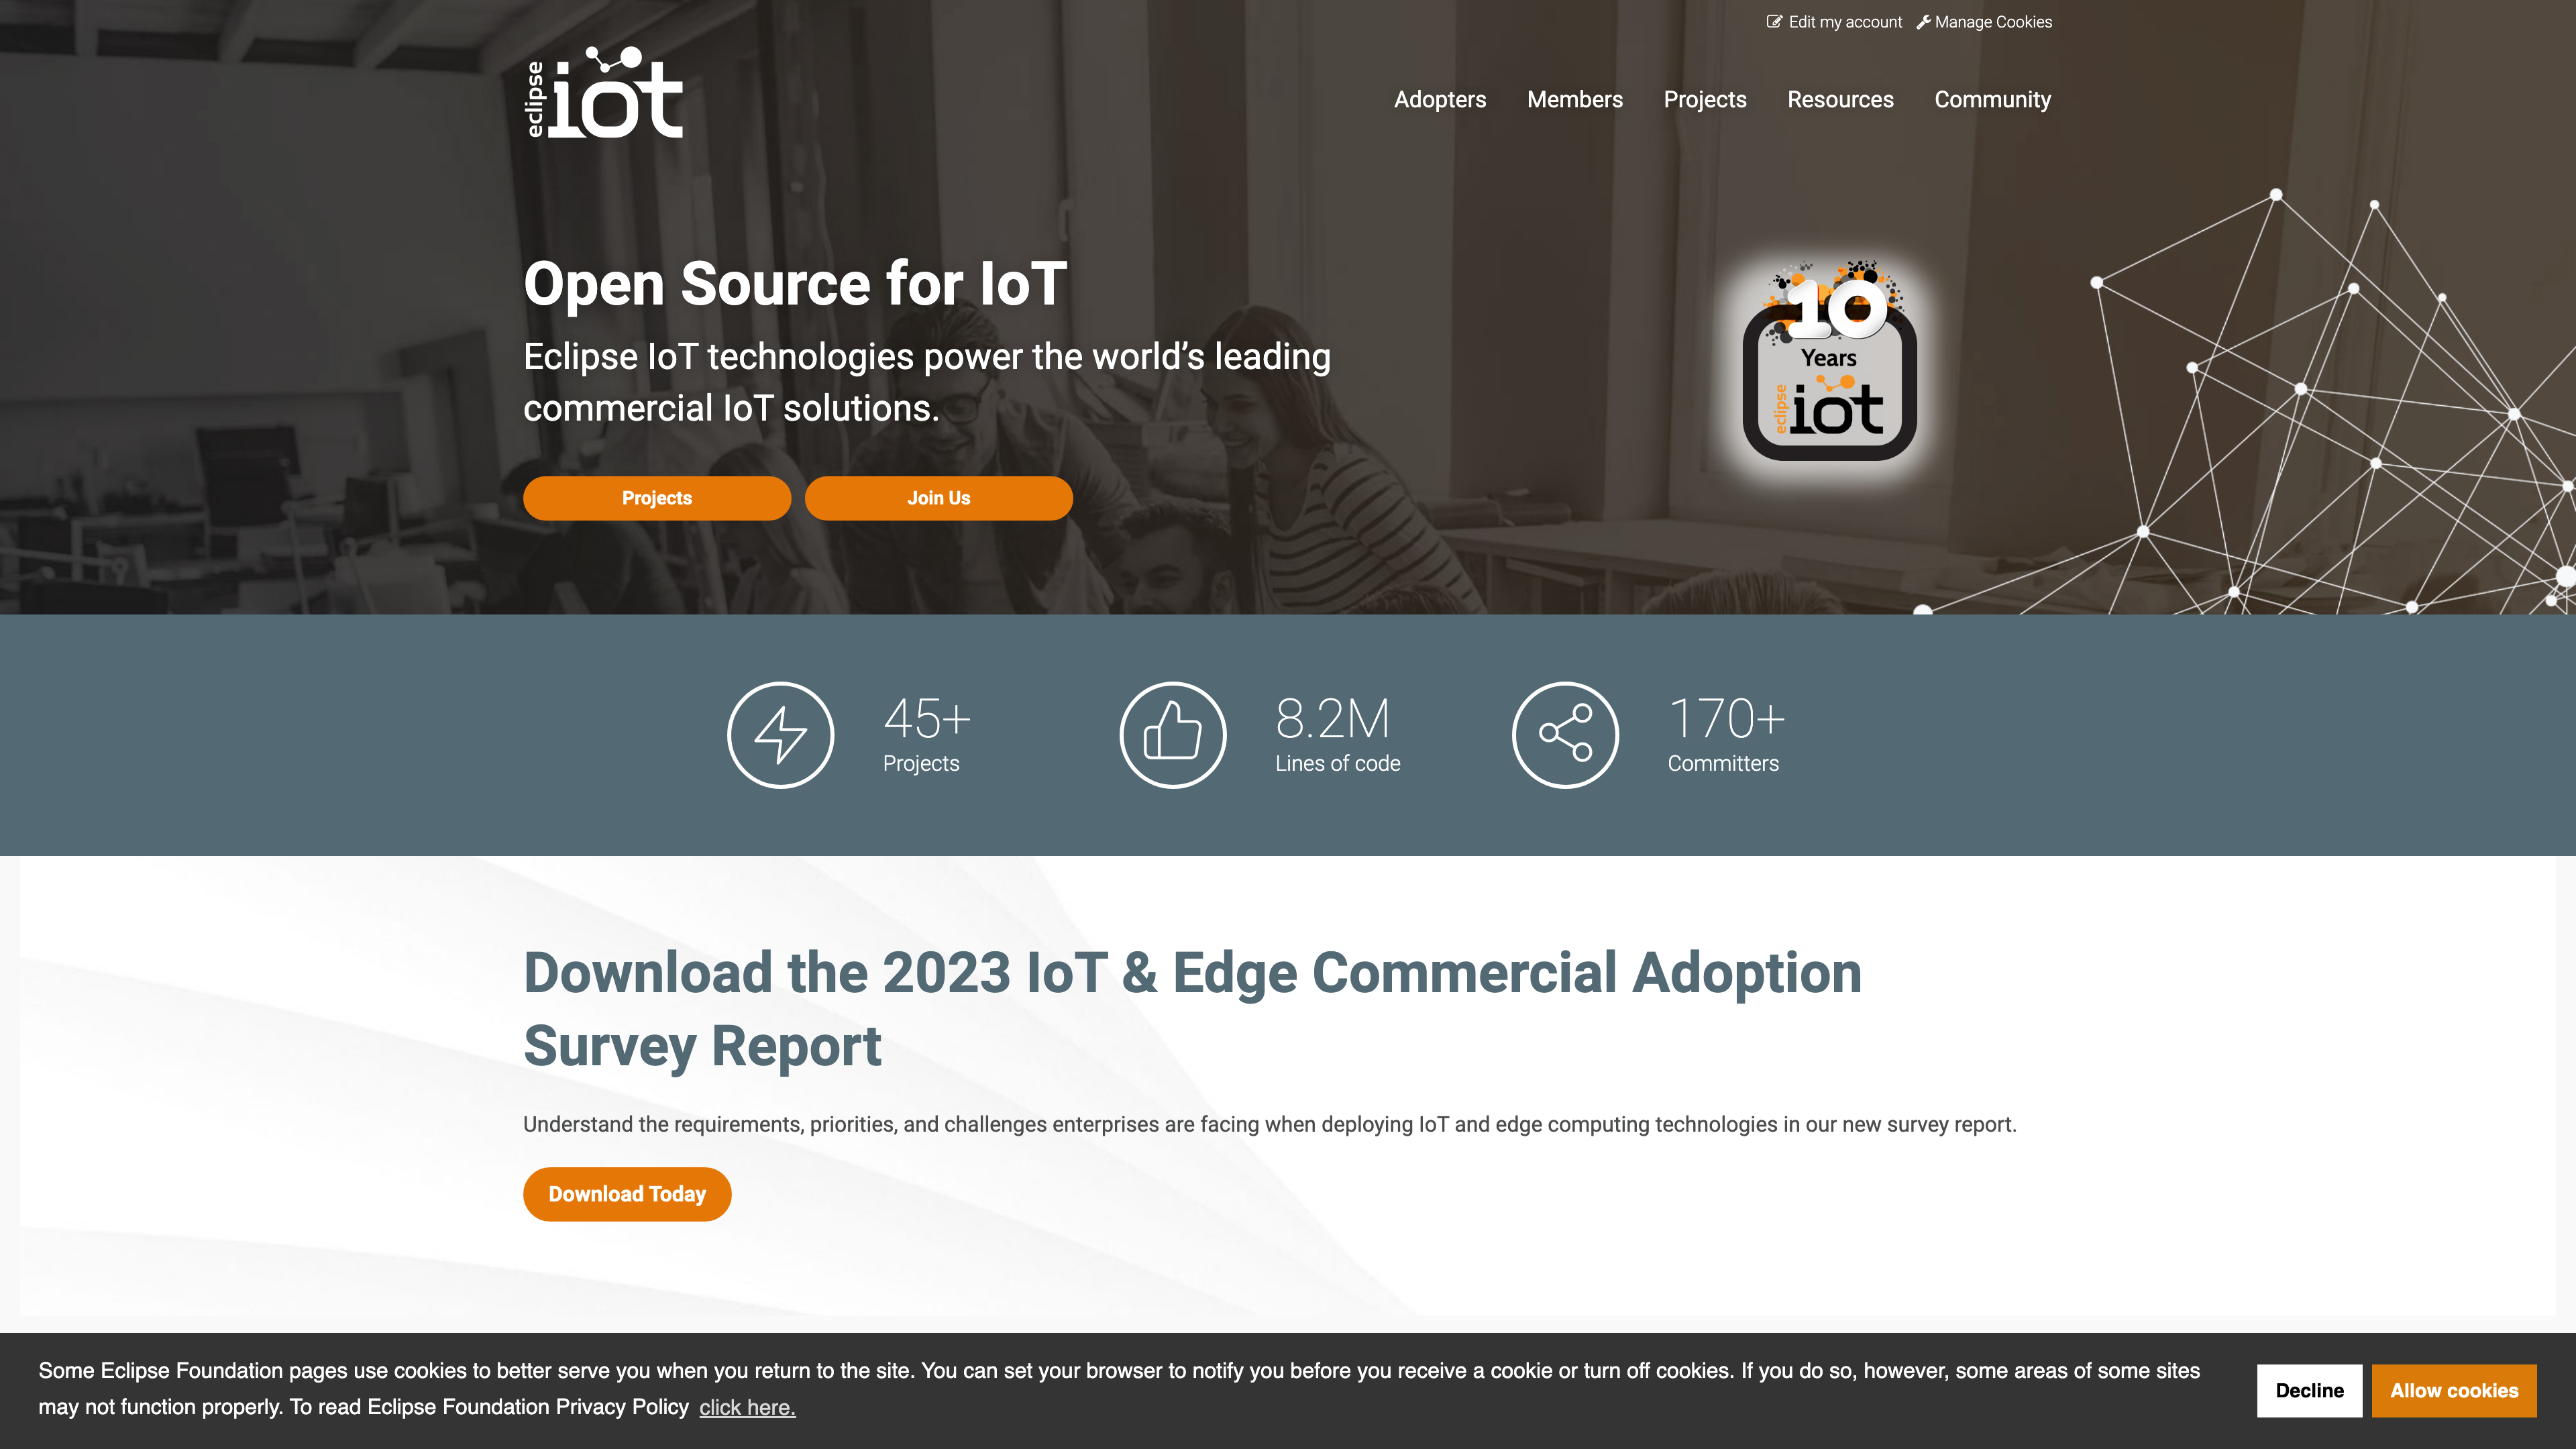 Edit my account Manage Cookies
eclipse iot
Adopters Members Projects Resources Community
Open Source for IoT
Eclipse IoT technologies power the world’s leading
commercial IoT solutions.
Projects Join Us
10
Years
eclipse iot
45+
Projects
8.2M
Lines of code
170+
Committers
Download the 2023 IoT & Edge Commercial Adoption
Survey Report
Understand the requirements, priorities, and challenges enterprises are facing when deploying IoT and edge computing technologies in our new survey report.
Download Today
Some Eclipse Foundation pages use cookies to better serve you when you return to the site. You can set your browser to notify you before you receive a cookie or turn off cookies. If you do so, however, some areas of some sites
may not function properly. To read Eclipse Foundation Privacy Policy click here.
Decline Allow cookies